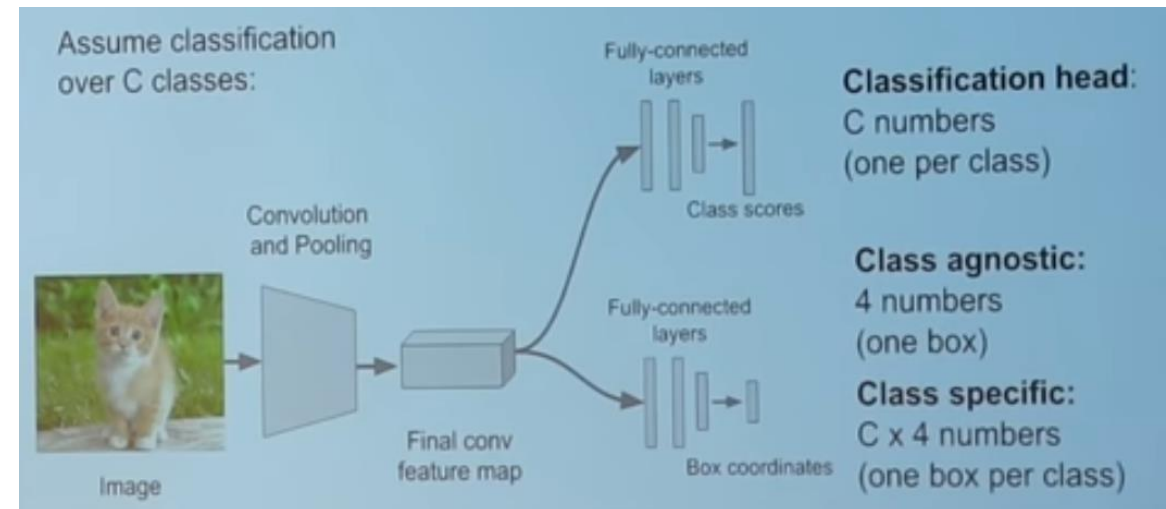 Assume classification
over C classes:
Convolution
and Pooling
Image
Final conv
feature map
Fully-connected
layers
Class scores
Fully-connected
layers
Box coordinates
Classification head:
C numbers
(one per class)
Class agnostic:
4 numbers
(one box)
Class specific:
C x 4 numbers
(one box per class)